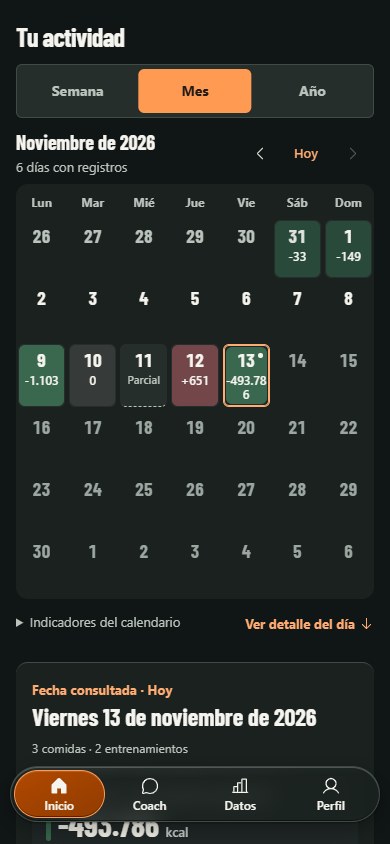 Tu actividad
Semana Mes Año
Noviembre de 2026
6 días con registros
Hoy
Lun Mar Mié Jue Vie Sáb Dom
26 27 28 29 30 31 1
-33 -149
2 3 4 5 6 7 8
9 10 11 12 13 14 15
-1.103 0 Parcial +651 -493.78
6
16 17 18 19 20 21 22
23 24 25 26 27 28 29
30 1 2 3 4 5 6
Indicadores del calendario Ver detalle del día ↓
Fecha consultada · Hoy
Viernes 13 de noviembre de 2026
3 comidas · 2 entrenamientos
Inicio Coach Datos Perfil
-493.786 kcal